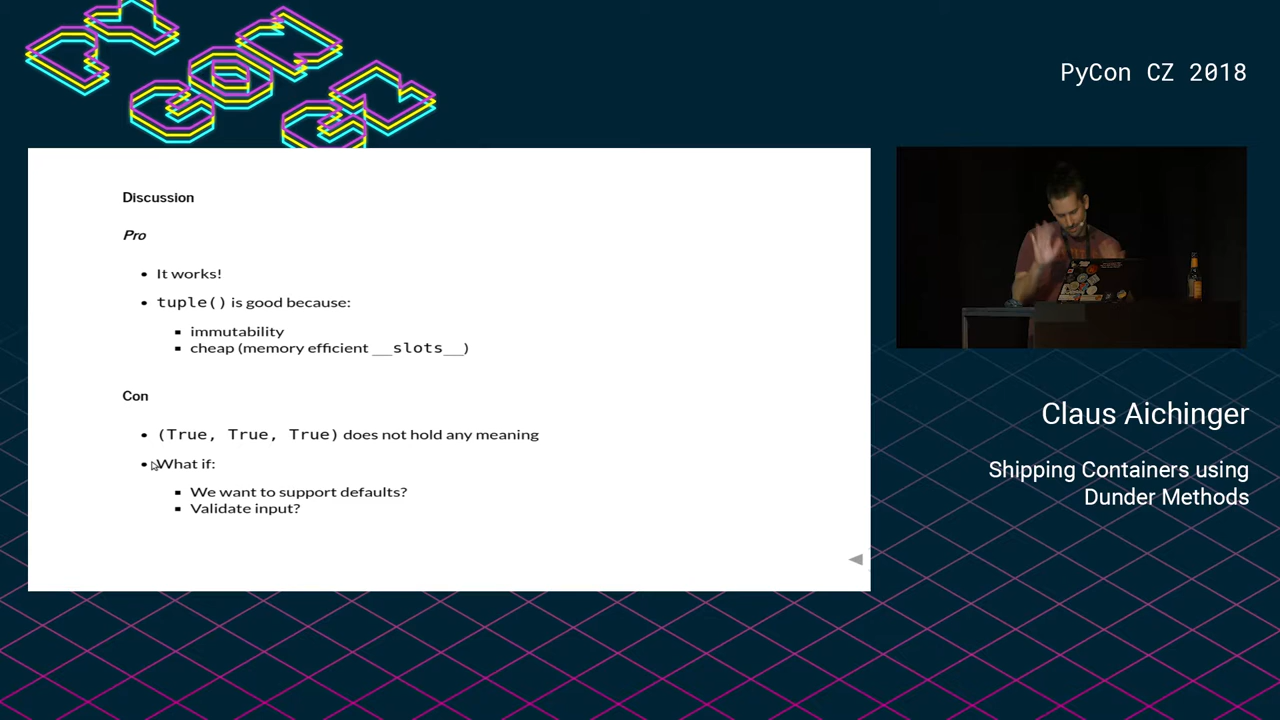 PYCON CZ
PyCon CZ 2018
Discussion
Pro
It works!
tuple() is good because:
immutability
cheap (memory efficient __slots__)
Con
(True, True, True) does not hold any meaning
What if:
We want to support defaults?
Validate input?
Claus Aichinger
Shipping Containers using
Dunder Methods